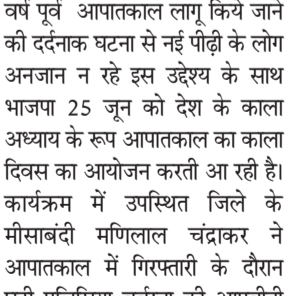 वर्ष पूर्व आपातकाल लागू किये जाने
की दर्दनाक घटना से नई पीढ़ी के लोग
अनजान न रहे इस उद्देश्य के साथ
भाजपा 25 जून को देश के काला
अध्याय के रूप आपातकाल का काला
दिवस का आयोजन करती आ रही है।
कार्यक्रम में उपस्थित जिले के
मीसाबंदी मणिलाल चंद्राकर ने
आपातकाल में गिरफ्तारी के दौरान